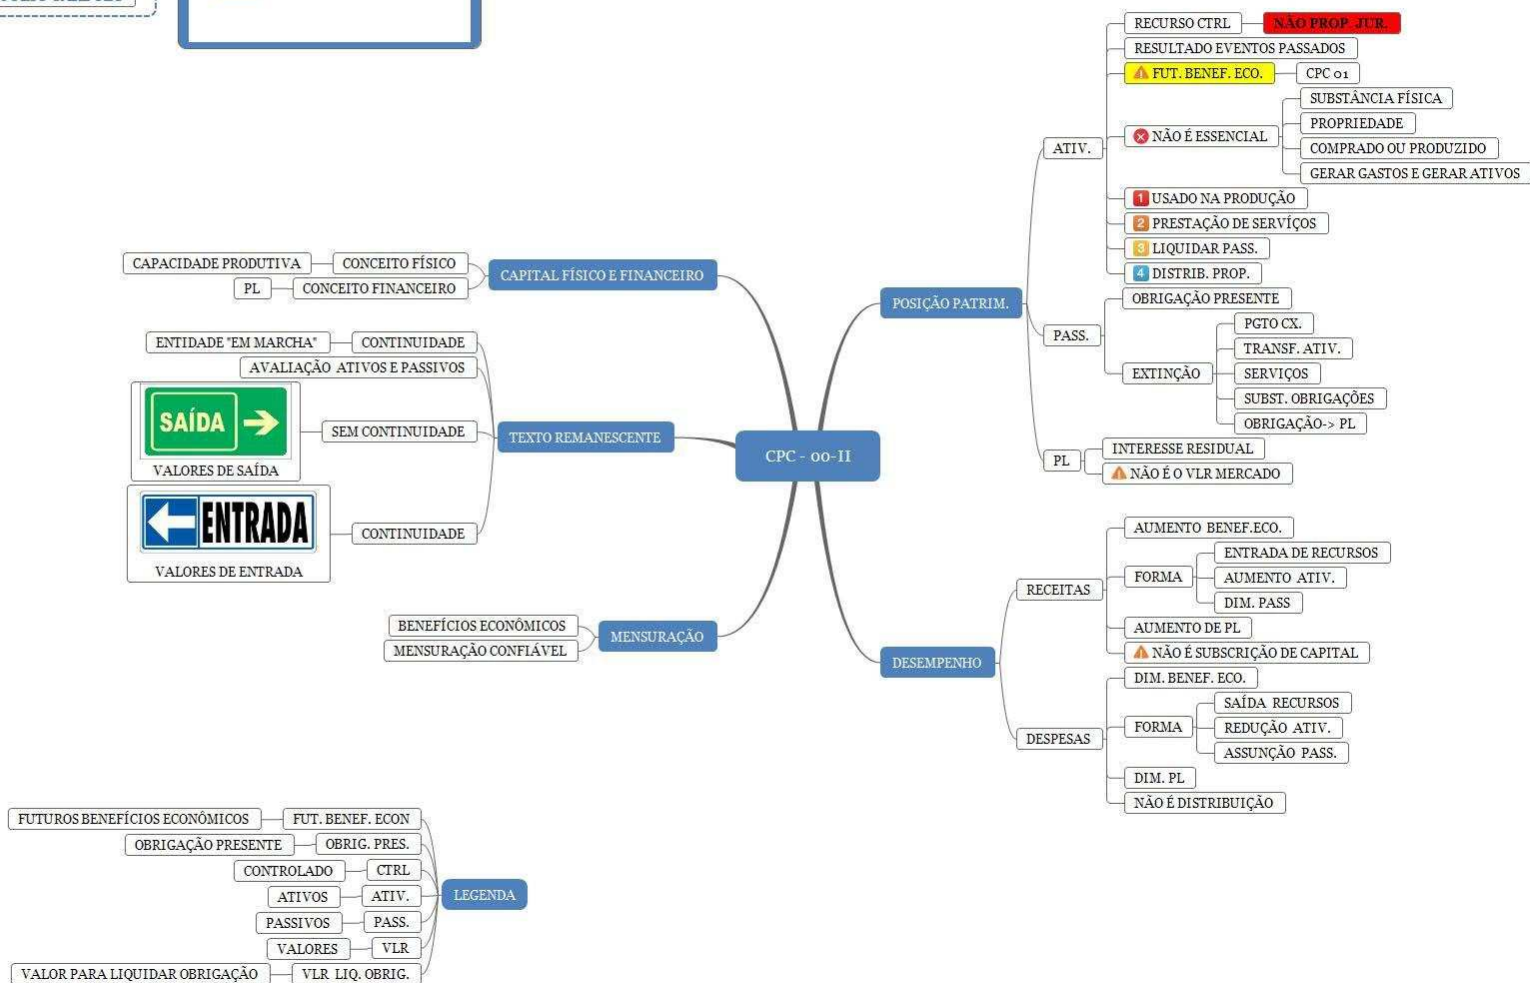 RECURSO CTRL
NÃO PROP. JUR.
RESULTADO EVENTOS PASSADOS
FUT. BENEF. ECO.
CPC 01
SUBSTÂNCIA FÍSICA
PROPRIEDADE
NÃO É ESSENCIAL
COMPRADO OU PRODUZIDO
GERAR GASTOS E GERAR ATIVOS
ATIV.
1 USADO NA PRODUÇÃO
2 PRESTAÇÃO DE SERVÍÇOS
3 LIQUIDAR PASS.
4 DISTRIB. PROP.
POSIÇÃO PATRIM.
OBRIGAÇÃO PRESENTE
PASS.
PGTO CX.
TRANSF. ATIV.
EXTINÇÃO
SERVIÇOS
SUBST. OBRIGAÇÕES
OBRIGAÇÃO-> PL
PL
INTERESSE RESIDUAL
NÃO É O VLR MERCADO
CAPACIDADE PRODUTIVA
CONCEITO FÍSICO
CAPITAL FÍSICO E FINANCEIRO
PL
CONCEITO FINANCEIRO
ENTIDADE "EM MARCHA"
CONTINUIDADE
AVALIAÇÃO ATIVOS E PASSIVOS
SAÍDA
VALORES DE SAÍDA
SEM CONTINUIDADE
TEXTO REMANESCENTE
CPC - 00-II
ENTRADA
VALORES DE ENTRADA
CONTINUIDADE
BENEFÍCIOS ECONÔMICOS
MENSURAÇÃO CONFIÁVEL
MENSURAÇÃO
DESEMPENHO
RECEITAS
AUMENTO BENEF.ECO.
FORMA
ENTRADA DE RECURSOS
AUMENTO ATIV.
DIM. PASS
AUMENTO DE PL
NÃO É SUBSCRIÇÃO DE CAPITAL
DESPESAS
DIM. BENEF. ECO.
FORMA
SAÍDA RECURSOS
REDUÇÃO ATIV.
ASSUNÇÃO PASS.
DIM. PL
NÃO É DISTRIBUIÇÃO
FUTUROS BENEFÍCIOS ECONÔMICOS
FUT. BENEF. ECON
OBRIGAÇÃO PRESENTE
OBRIG. PRES.
CONTROLADO
CTRL
ATIVOS
ATIV.
LEGENDA
PASSIVOS
PASS.
VALORES
VLR
VALOR PARA LIQUIDAR OBRIGAÇÃO
VLR LIQ. OBRIG.